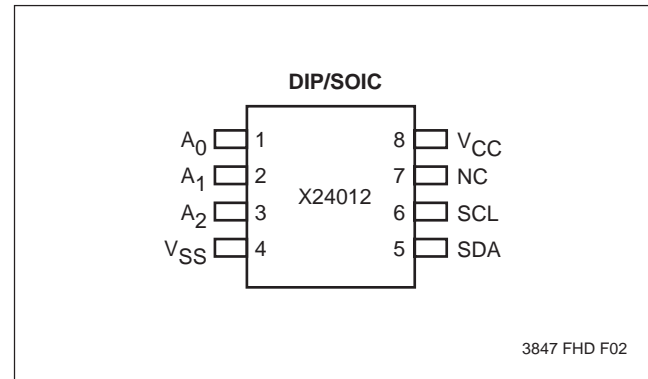 DIP/SOIC
A0 1 8 VCC
A1 2 7 NC
X24012
A2 3 6 SCL
VSS 4 5 SDA
3847 FHD F02